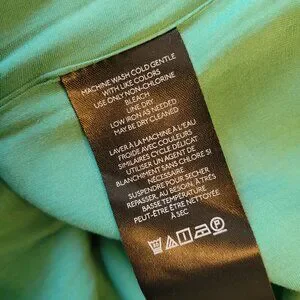 MACHINE WASH COLD GENTLE
WITH LIKE COLORS
USE ONLY NON-CHLORINE
BLEACH
LINE DRY
LOW IRON AS NEEDED
MAY BE DRY CLEANED
LAVER À LA MACHINE À L'EAU
FROIDE AVEC COULEURS
SIMILAIRES CYCLE DÉLICAT
UTILISER UN AGENT DE
BLANCHIMENT SANS CHLORE SI
NÉCESSAIRE
SUSPENDRE POUR SÉCHER
REPASSER, AU BESOIN, À TRÈS
BASSE TEMPÉRATURE
PEUT-ÊTRE ÊTRE NETTOYÉE
À SEC